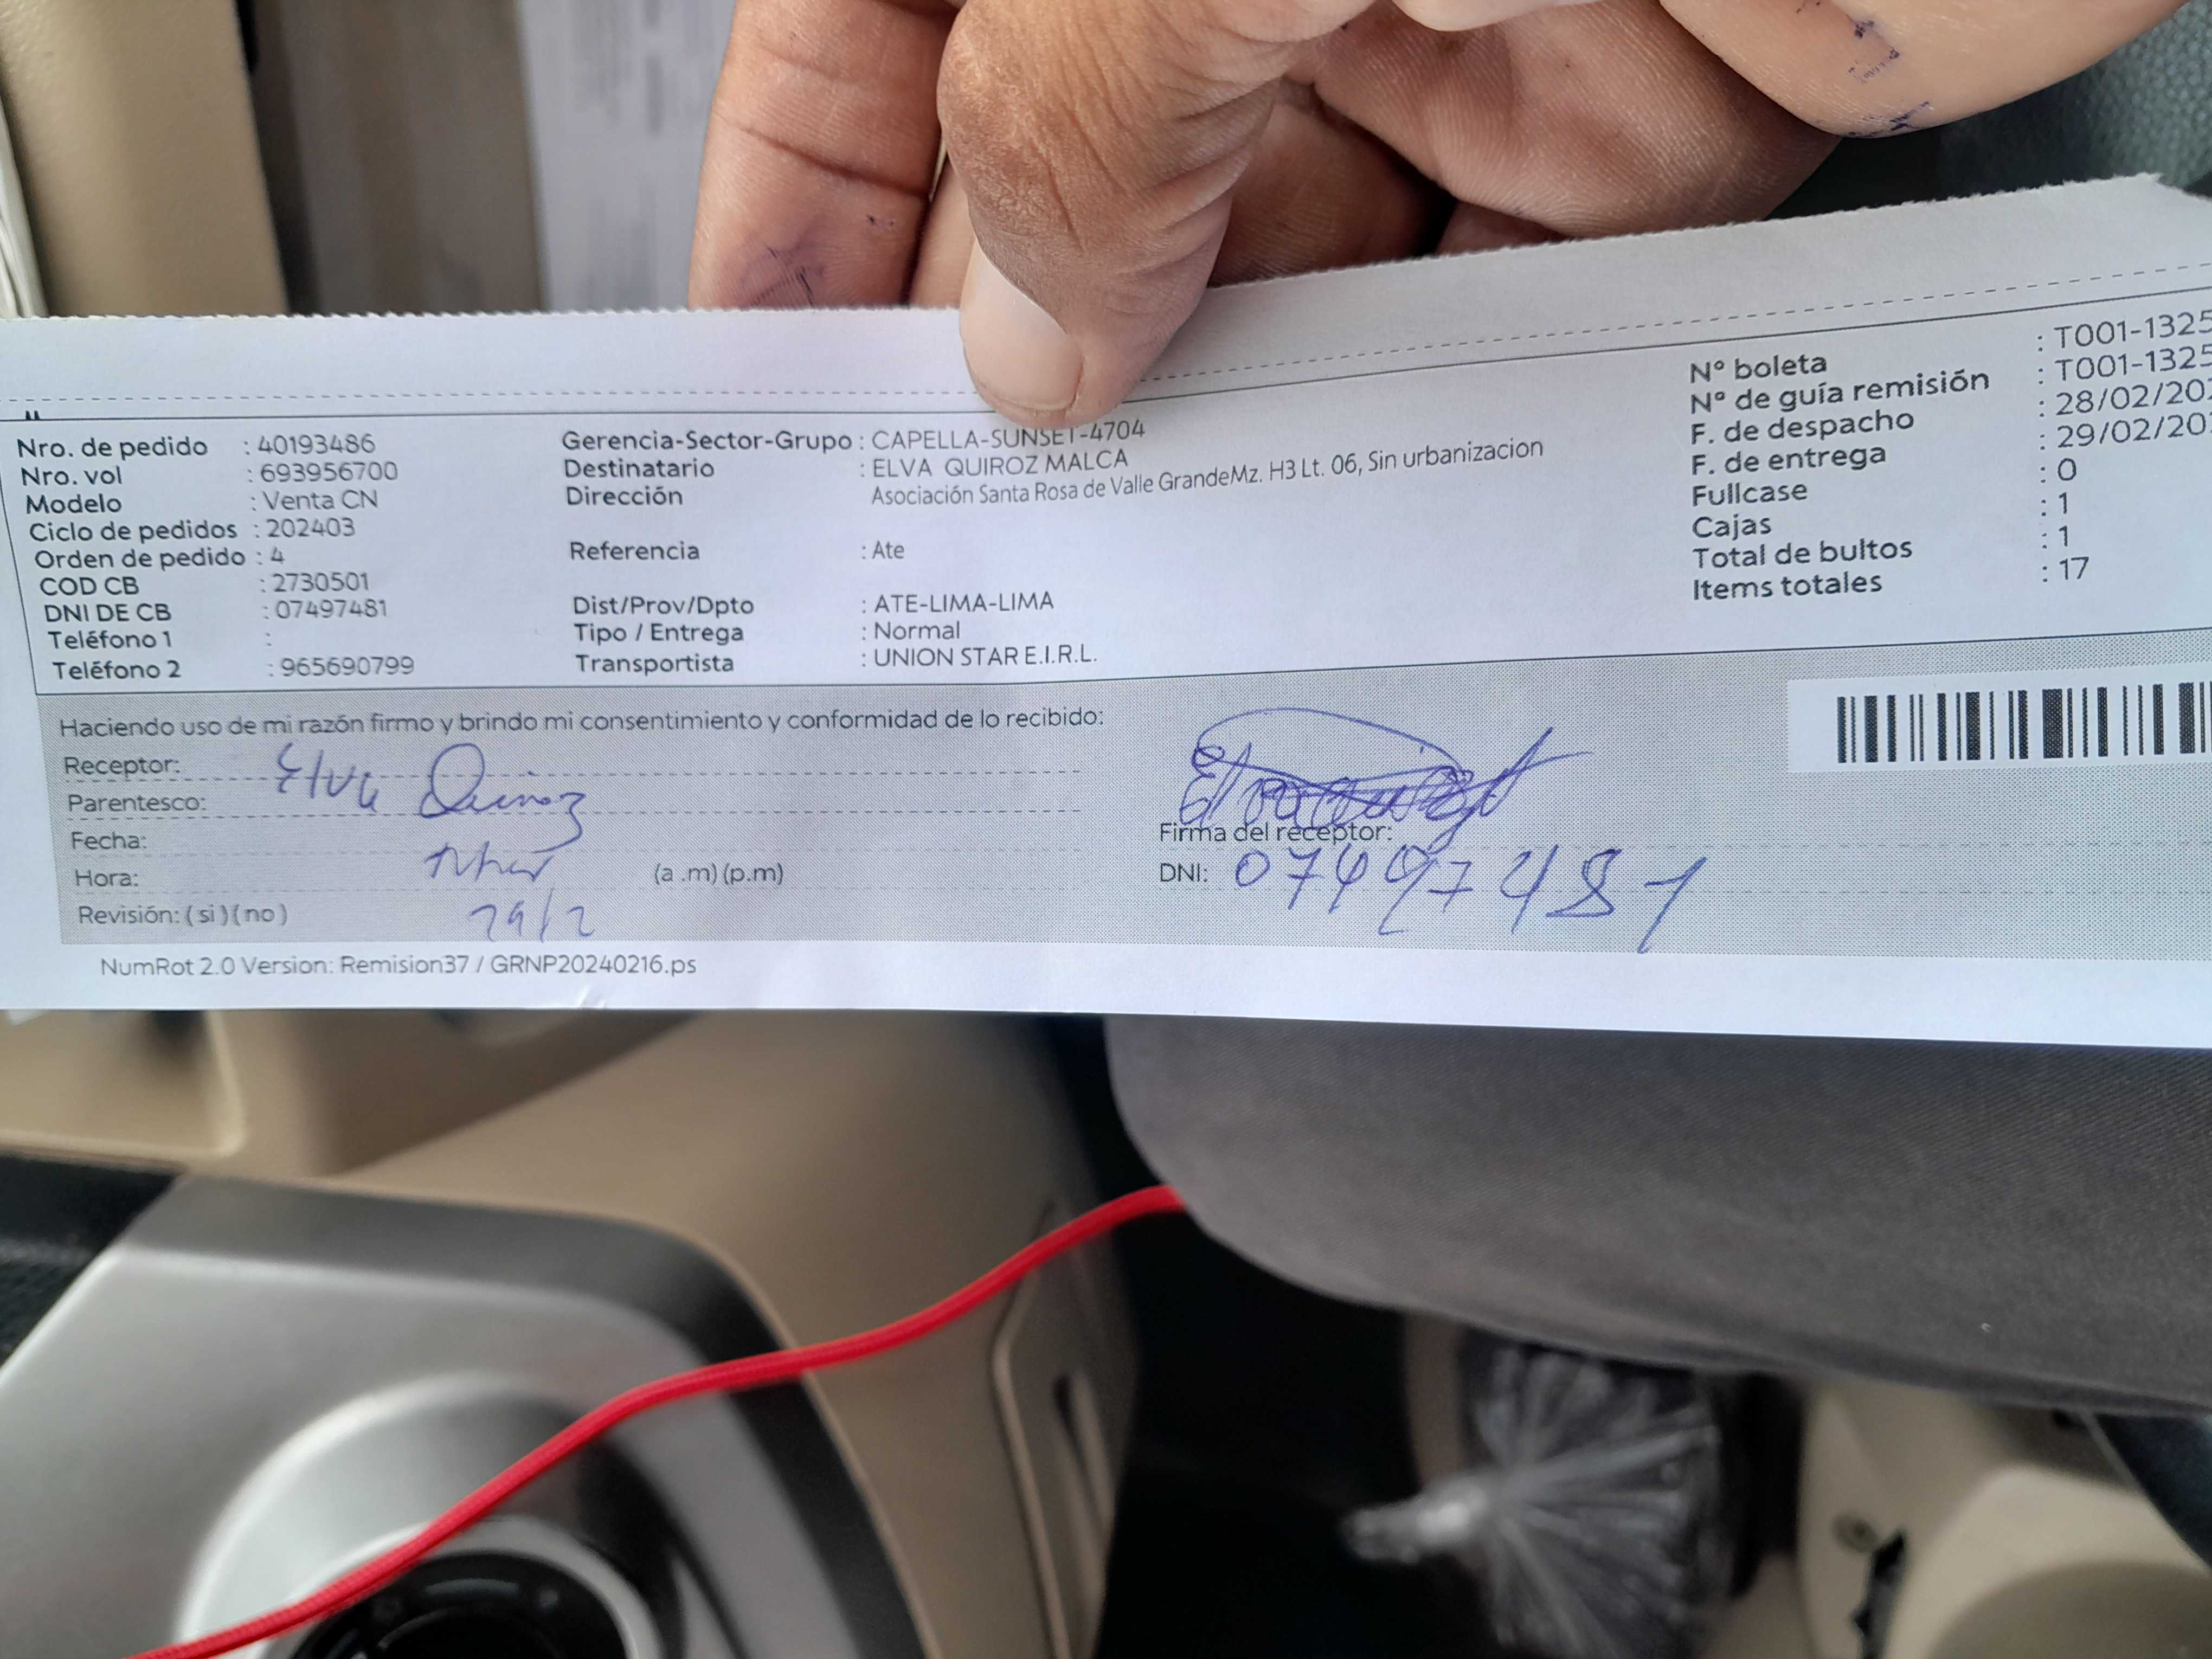 Nro. de pedido : 40193486
Nro. vol : 693956700
Modelo : Venta CN
Ciclo de pedidos : 202403
Orden de pedido : 4
COD CB : 2730501
DNI DE CB : 07497481
Teléfono 1 :
Teléfono 2 : 965690799
Gerencia-Sector-Grupo : CAPELLA-SUNSET-4704
Destinatario : ELVA QUIROZ MALCA
Dirección Asociación Santa Rosa de Valle GrandeMz. H3 Lt. 06, Sin urbanizacion
Referencia : Ate
Dist/Prov/Dpto : ATE-LIMA-LIMA
Tipo / Entrega : Normal
Transportista : UNION STAR E.I.R.L.
N° boleta : T001-1325
N° de guía remisión : T001-1325
F. de despacho : 28/02/202
F. de entrega : 29/02/20
Fullcase : 0
Cajas : 1
Total de bultos : 1
Items totales : 17
Haciendo uso de mi razón firmo y brindo mi consentimiento y conformidad de lo recibido:
Receptor: Elva Quiroz
Parentesco:
Fecha:
Hora: (a .m) (p.m)
Revisión: ( si ) ( no ) 29/2
Firma del receptor:
DNI: 07497481
NumRot 2.0 Version: Remision37 / GRNP20240216.ps